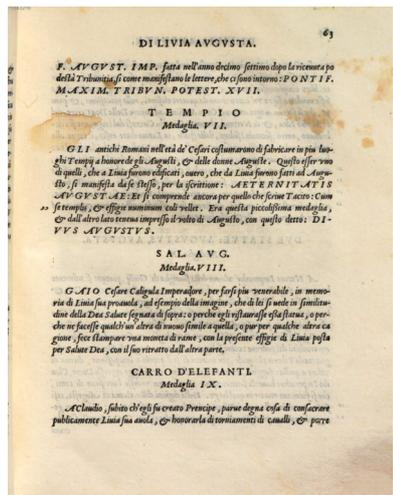 63
DI LIVIA AVGVSTA.
F. AVGVST. IMP. fatta nell'anno decimo settimo dopo la riceuuta po
destà Tribunitia, si come manifestano le lettere, che ci sono intorno: PONTIF.
MAXIM. TRIBVN. POTEST. XVII.
TEMPIO
Medaglia. VII.
GLI antichi Romani nell'età de' Cesari costumarono di fabricare in piu luo-
ghi Tempij a honore de gli Augusti, & delle donne Auguste. Questo esser vno
di quelli, che a Liuia furono edificati, ouero, che da Liuia furono fatti ad Augu-
sto, si manifesta da se stesso, per la iscrittione: AETERNITATIS
AVGVSTAE: Et si comprende ancora per quello che scriue Tacito: Cum
„ se templis, & effigie numinum coli vellet. Era questa piccolissima medaglia,
& dall'altro lato teneua impresso il volto di Augusto, con questo detto: DI-
VVS AVGVSTVS.
SAL AVG.
Medaglia. VIII.
GAIO Cesare Caligula Imperadore, per farsi piu venerabile, in memo-
ria di Liuia sua proauola, ad esempio della imagine, che di lei si uede in similitu-
dine della Dea Salute segnata di sopra: o perche egli ristaurasse essa statua, o per-
che ne facesse qualch'un'altra di nuouo simile a quella, o pur per qualche altra ca
gione, fece stampare vna moneta di rame, con la presente effigie di Liuia posta
per Salute Dea, con il suo ritratto dall'altra parte.
CARRO D'ELEFANTI.
Medaglia IX.
A Claudio, subito ch'egli fu creato Prencipe, parue degna cosa di consacrare
publicamente Liuia sua auola, & honorarla di torniamenti di caualli, & porre